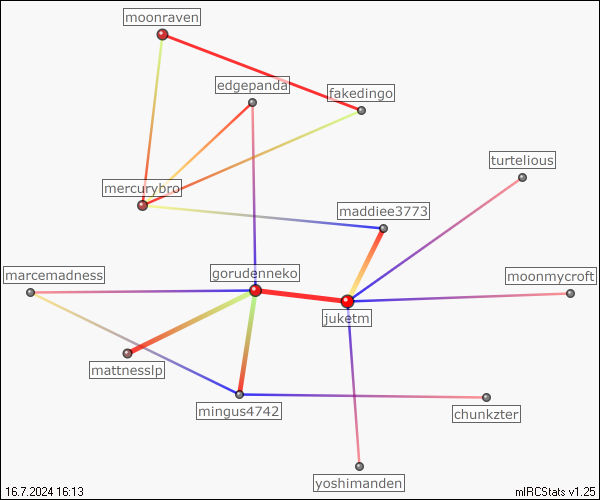 moonraven
edgepanda
fakedingo
turtelious
mercurybro
maddiee3773
marcemadness
gorudenneko
moonmycroft
juketm
mattnesslp
mingus4742
chunkzter
yoshimanden
16.7.2024 16:13
mIRCStats v1.25